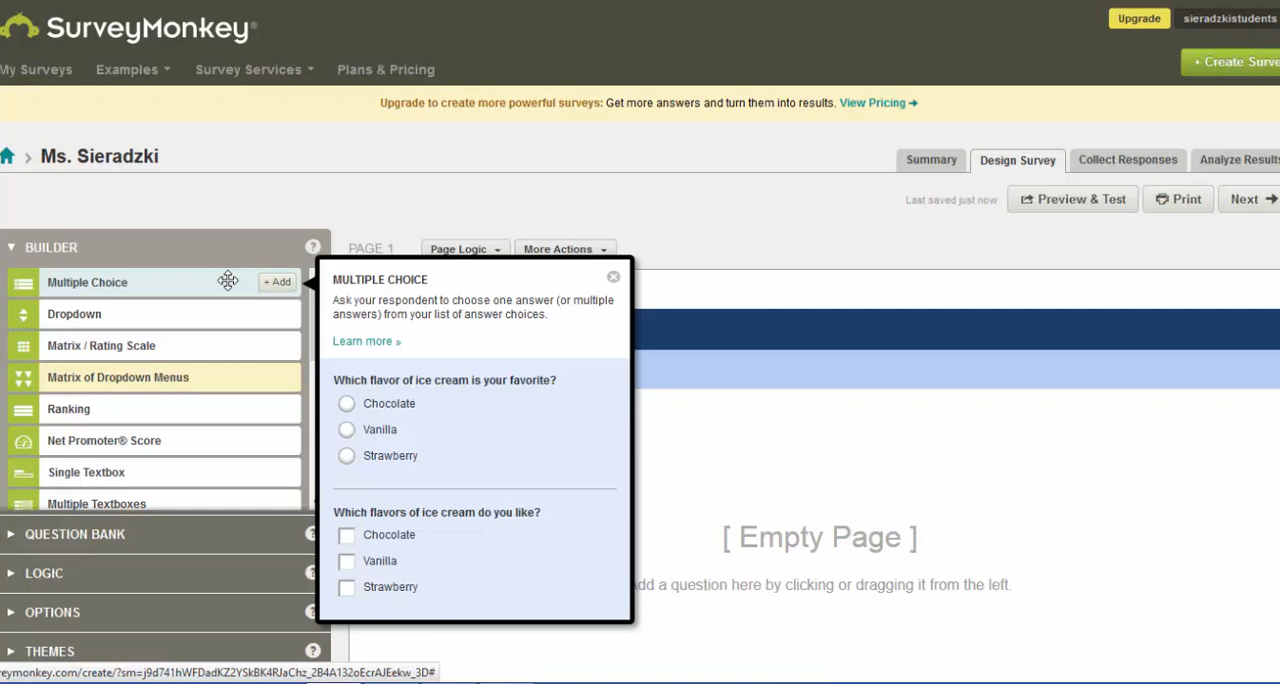 SurveyMonkey®
Upgrade
sieradzkistudents
My Surveys Examples Survey Services Plans & Pricing
+ Create Surve
Upgrade to create more powerful surveys: Get more answers and turn them into results. View Pricing
Ms. Sieradzki
Summary Design Survey Collect Responses Analyze Results
Last saved just now Preview & Test Print Next
BUILDER ?
PAGE 1 Page Logic More Actions
Multiple Choice + Add
Dropdown
Matrix / Rating Scale
Matrix of Dropdown Menus
Ranking
Net Promoter® Score
Single Textbox
Multiple Textboxes
QUESTION BANK
LOGIC
OPTIONS
THEMES ?
MULTIPLE CHOICE
Ask your respondent to choose one answer (or multiple
answers) from your list of answer choices.
Learn more »
Which flavor of ice cream is your favorite?
Chocolate
Vanilla
Strawberry
Which flavors of ice cream do you like?
Chocolate
Vanilla
Strawberry
[ Empty Page ]
dd a question here by clicking or dragging it from the left.
veymonkey.com/create/?sm=j9d741hWFDadKZ2YSkBK4RJaChz_2B4A132oEcrAJEekw_3D#